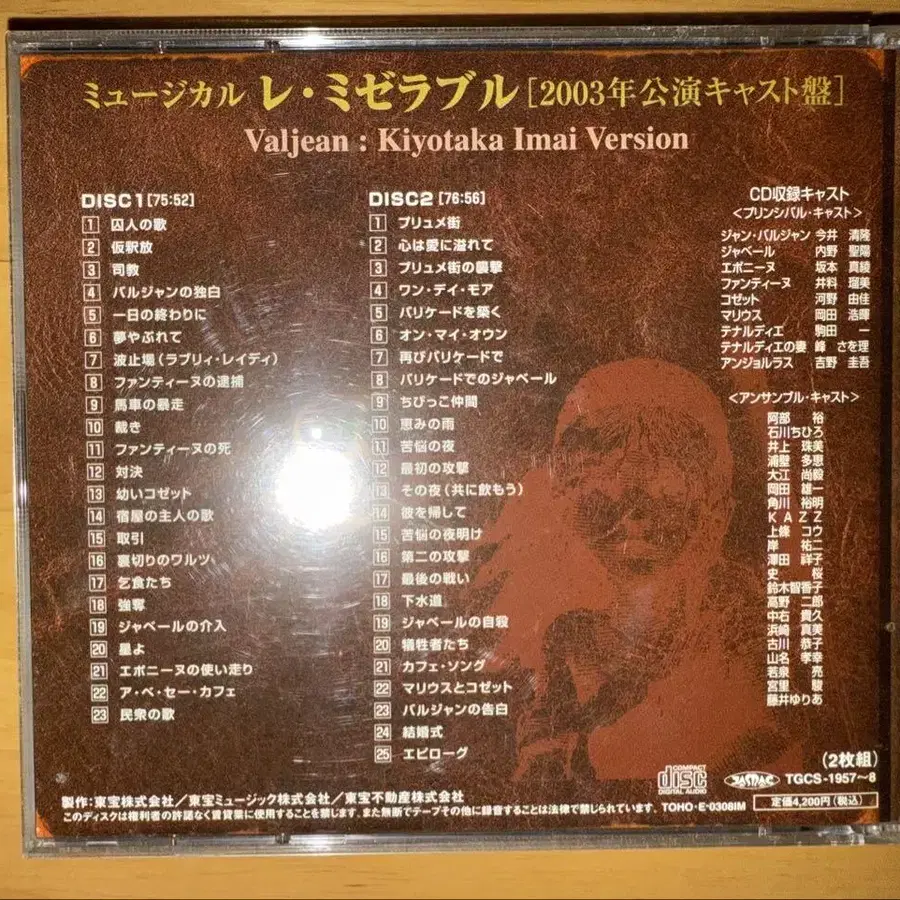 ミュージカル レ・ミゼラブル［2003年公演キャスト盤］
Valjean : Kiyotaka Imai Version
DISC1［75:52］
1 囚人の歌
2 仮釈放
3 司教
4 バルジャンの独白
5 一日の終わりに
6 夢やぶれて
7 波止場（ラブリィ・レイディ）
8 ファンティーヌの逮捕
9 馬車の暴走
10 裁き
11 ファンティーヌの死
12 対決
13 幼いコゼット
14 宿屋の主人の歌
15 取引
16 裏切りのワルツ
17 乞食たち
18 強奪
19 ジャベールの介入
20 星よ
21 エポニーヌの使い走り
22 ア・ベ・セー・カフェ
23 民衆の歌
DISC2［76:56］
1 プリュメ街
2 心は愛に溢れて
3 プリュメ街の襲撃
4 ワン・デイ・モア
5 バリケードを築く
6 オン・マイ・オウン
7 再びバリケードで
8 バリケードでのジャベール
9 ちびっこ仲間
10 恵みの雨
11 苦悩の夜
12 最初の攻撃
13 その夜（共に飲もう）
14 彼を帰して
15 苦悩の夜明け
16 第二の攻撃
17 最後の戦い
18 下水道
19 ジャベールの自殺
20 犠牲者たち
21 カフェ・ソング
22 マリウスとコゼット
23 バルジャンの告白
24 結婚式
25 エピローグ
CD収録キャスト
＜プリンシパル・キャスト＞
ジャン・バルジャン 今井 清隆
ジャベール 内野 聖陽
エポニーヌ 坂本 真綾
ファンティーヌ 井料 瑠美
コゼット 河野 由佳
マリウス 岡田 浩暉
テナルディエ 駒田 一
テナルディエの妻 峰 さを理
アンジョルラス 吉野 圭吾
＜アンサンブル・キャスト＞
阿部 裕
石川ちひろ
井上 珠美
浦壁 多恵
大江 尚毅
岡田 雄一
角川 裕明
KAZZ
上條 コウ
岸 祐二
澤田 祥子
史 桜
鈴木智香子
高野 二郎
中右 貴久
浜崎 真美
古川 恭子
山名 孝幸
若泉 亮
宮里 駿
藤井ゆりあ
（2枚組）
COMPACT
disc
DIGITAL AUDIO
JASRAC
TGCS-1957～8
定価4,200円（税込）
製作：東宝株式会社／東宝ミュージック株式会社／東宝不動産株式会社
このディスクは権利者の許諾なく賃貸業に使用することを禁じます。また無断でテープその他に録音することは法律で禁じられています。 TOHO・E・0308IM